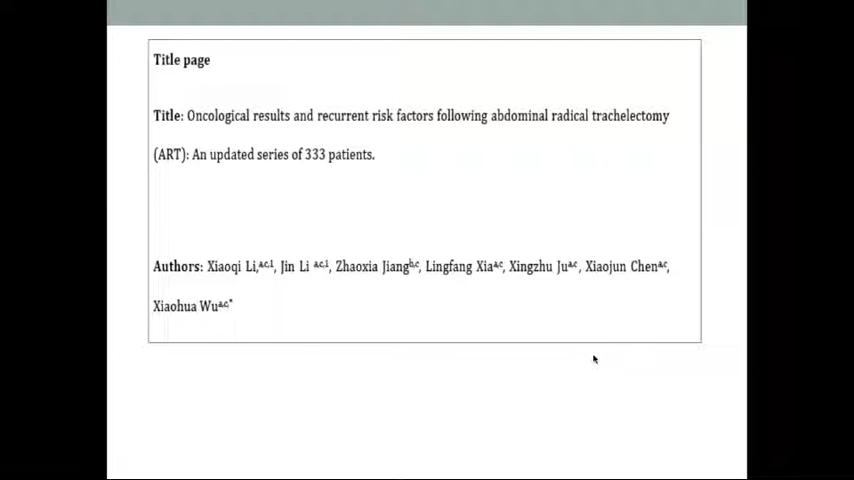 Title page
Title: Oncological results and recurrent risk factors following abdominal radical trachelectomy
(ART): An updated series of 333 patients.
Authors: Xiaoqi Li,a,c,1, Jin Li a,c,1, Zhaoxia Jiangb,c, Lingfang Xiaa,c, Xingzhu Jua,c, Xiaojun Chena,c,
Xiaohua Wua,c,*